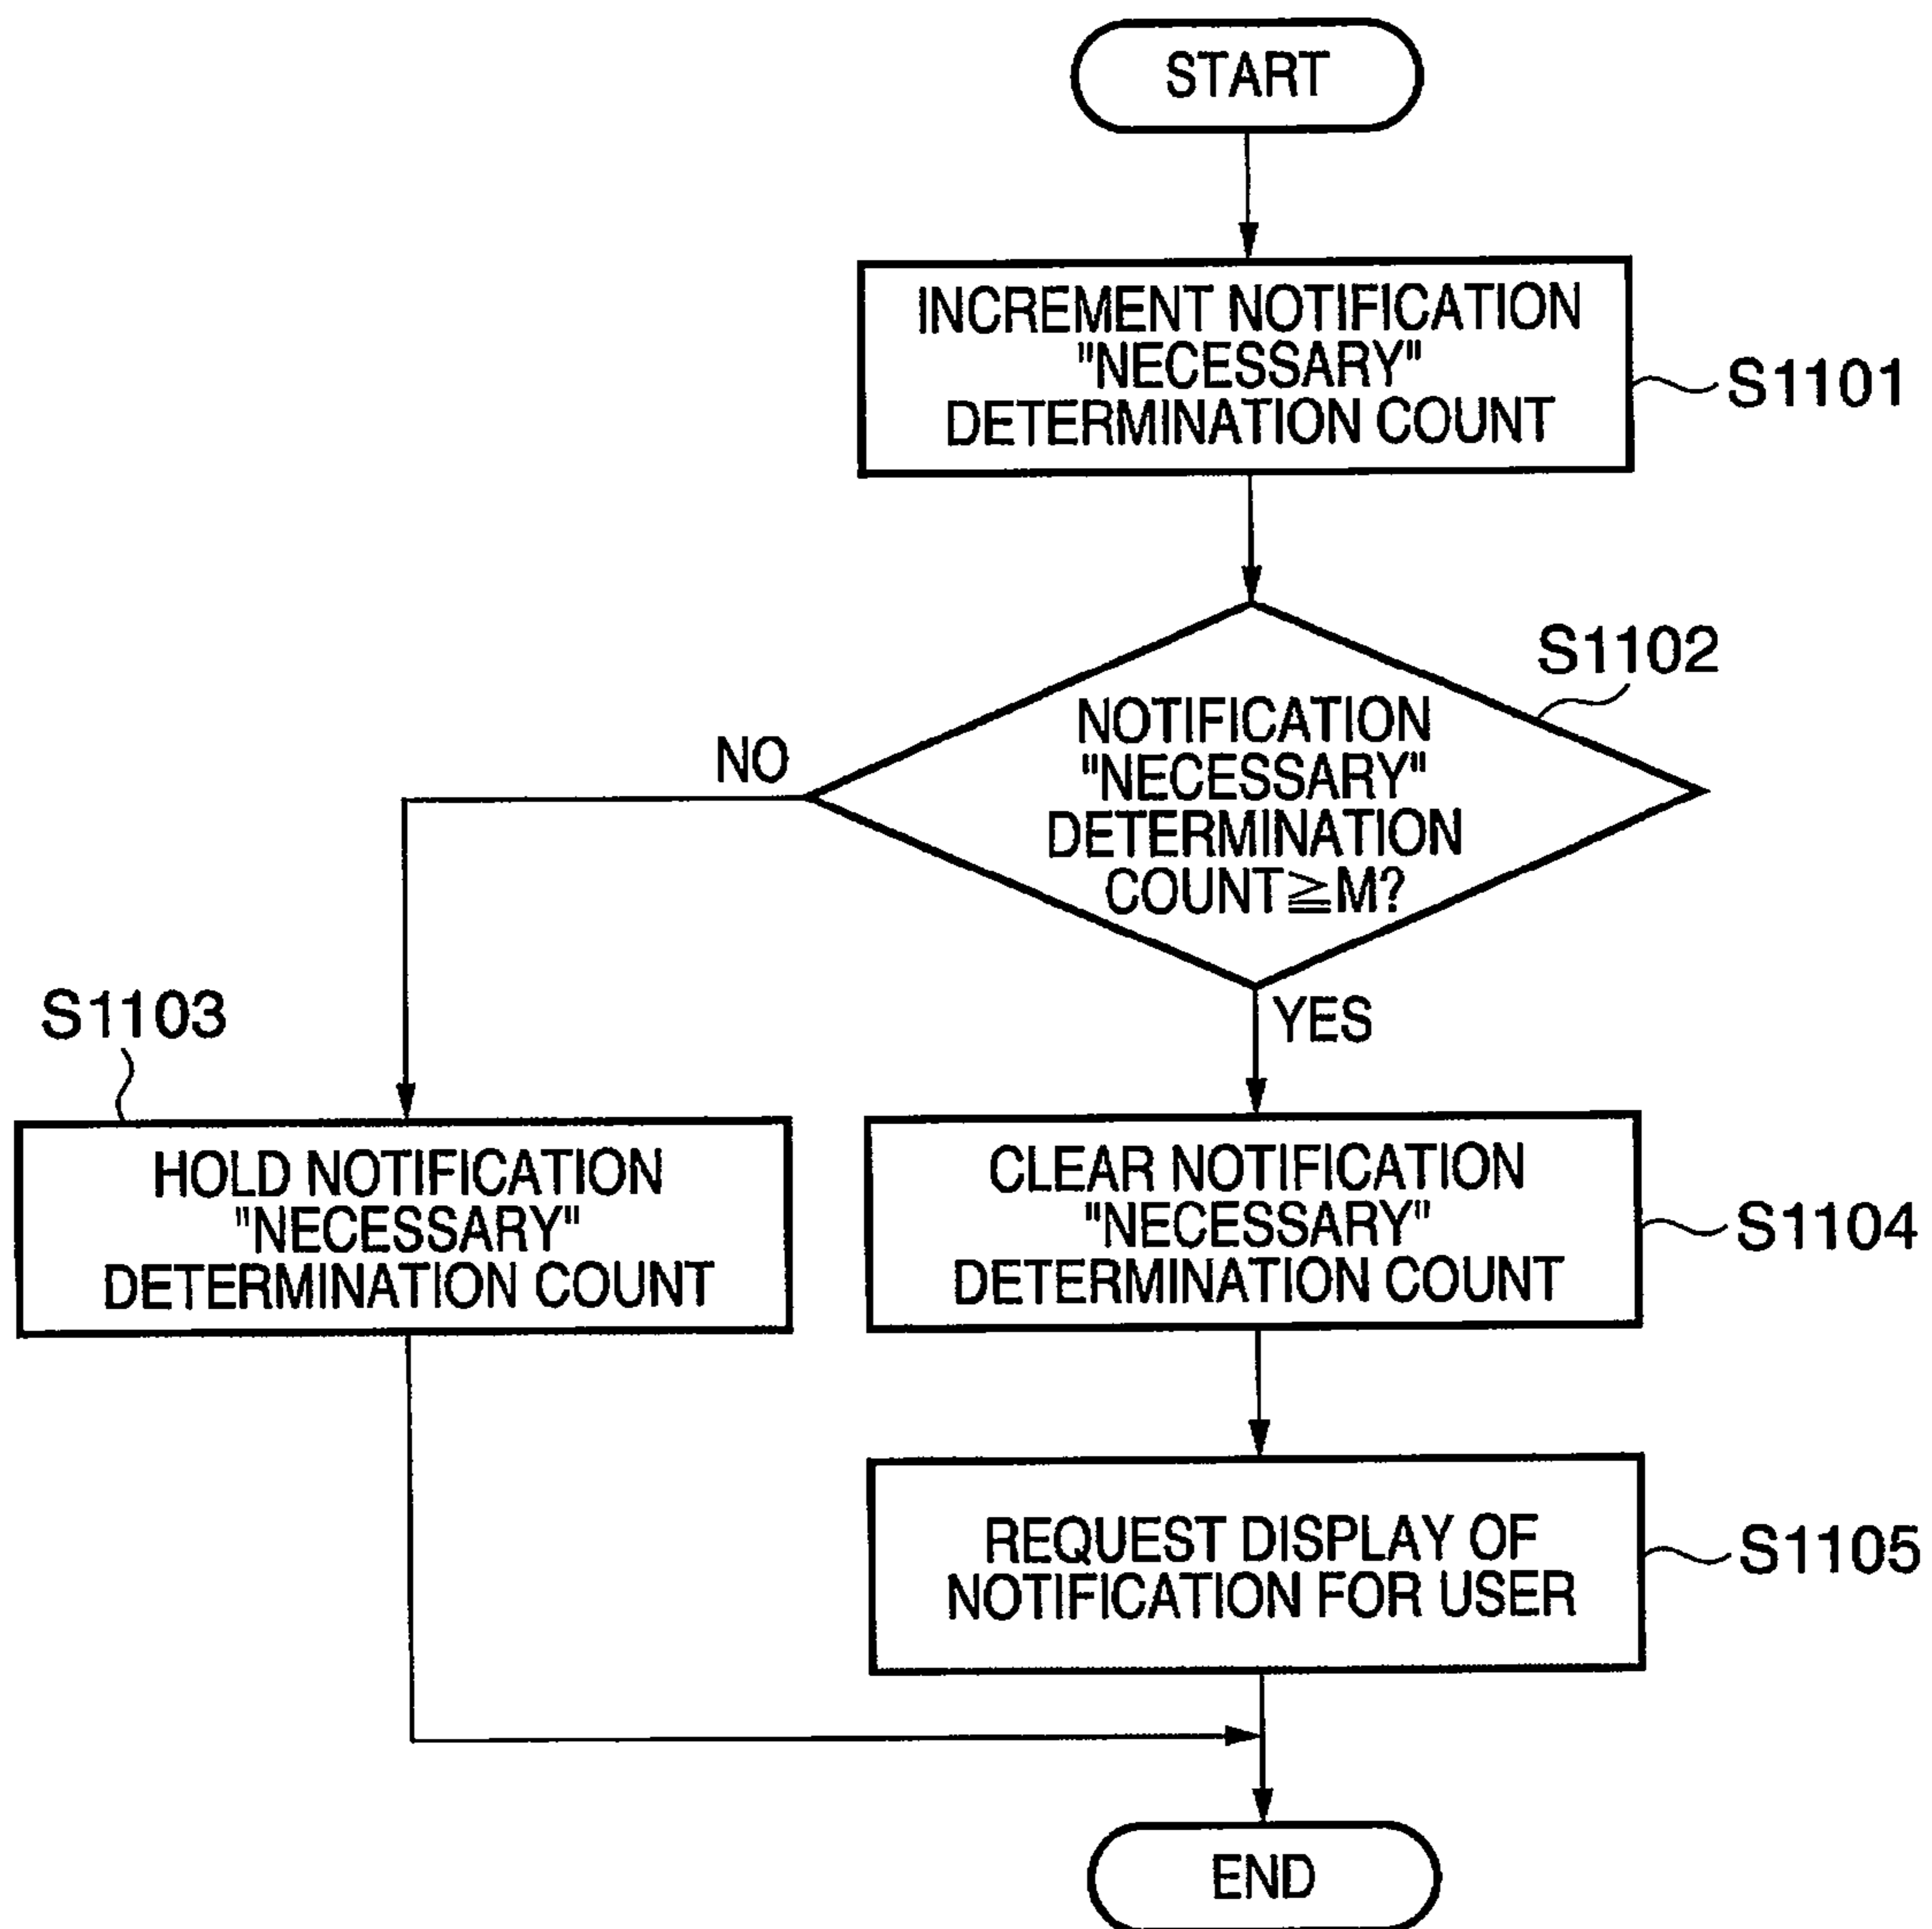 START
INCREMENT NOTIFICATION
"NECESSARY"
DETERMINATION COUNT
S1101
S1102
NOTIFICATION
"NECESSARY"
DETERMINATION
COUNT≧M?
NO
YES
S1103
HOLD NOTIFICATION
"NECESSARY"
DETERMINATION COUNT
CLEAR NOTIFICATION
"NECESSARY"
DETERMINATION COUNT
S1104
REQUEST DISPLAY OF
NOTIFICATION FOR USER
S1105
END